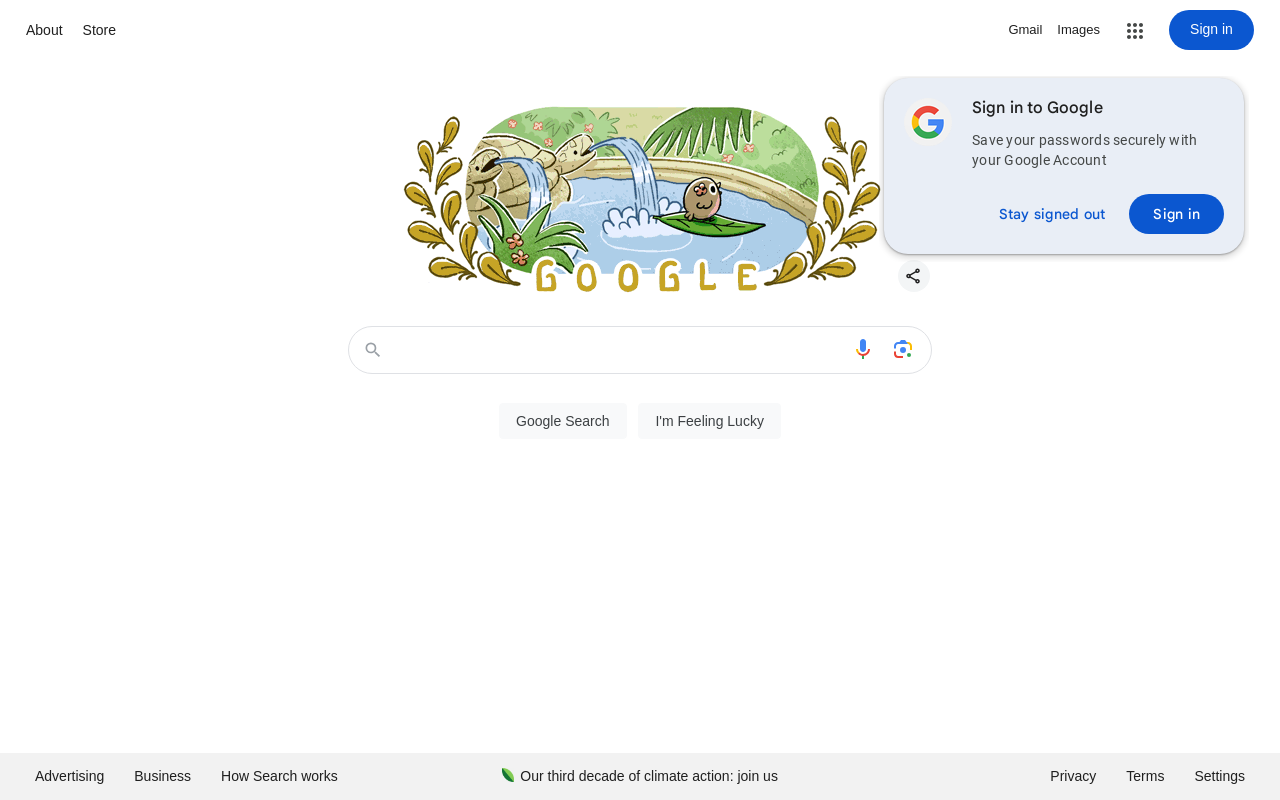 About
Store
Gmail
Images
Sign in
Sign in to Google
Save your passwords securely with
your Google Account
Stay signed out
Sign in
GOOGLE
Google Search
I'm Feeling Lucky
Advertising
Business
How Search works
Our third decade of climate action: join us
Privacy
Terms
Settings